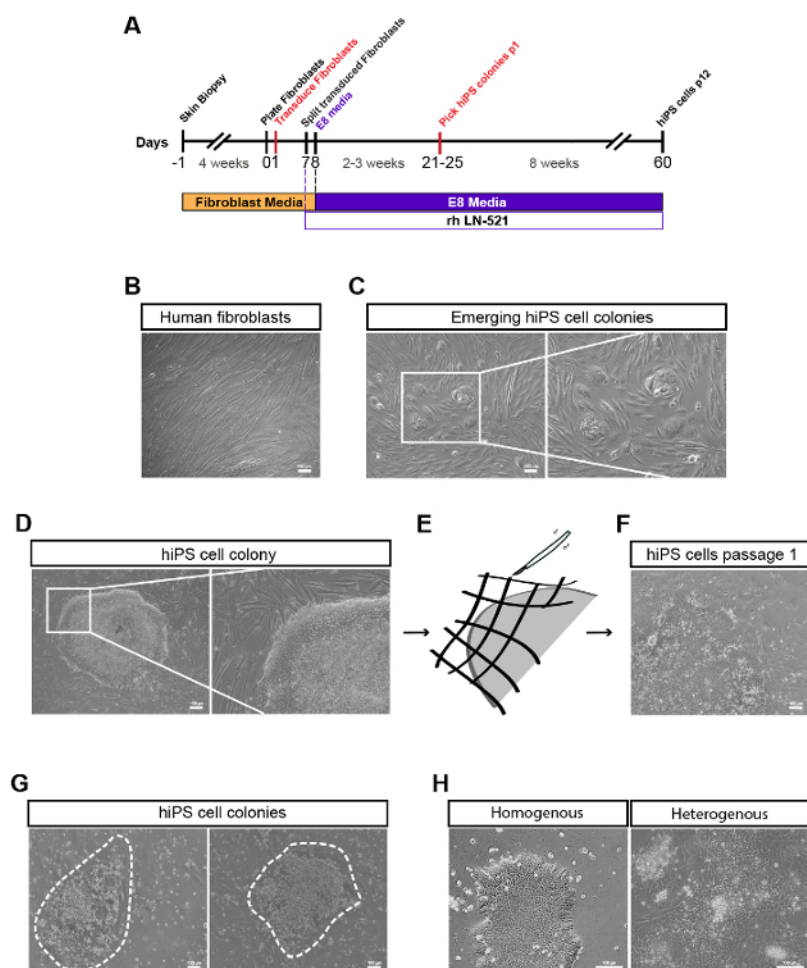 A
Skin Biopsy
Plate Fibroblasts
Transduce Fibroblasts
Split transduced Fibroblasts
E8 media
Pick hiPS colonies p1
hiPS cells p12
Days
-1 4 weeks 01 78 2-3 weeks 21-25 8 weeks 60
Fibroblast Media E8 Media
rh LN-521
B C
Human fibroblasts Emerging hiPS cell colonies
D E F
hiPS cell colony hiPS cells passage 1
G H
hiPS cell colonies Homogenous Heterogenous